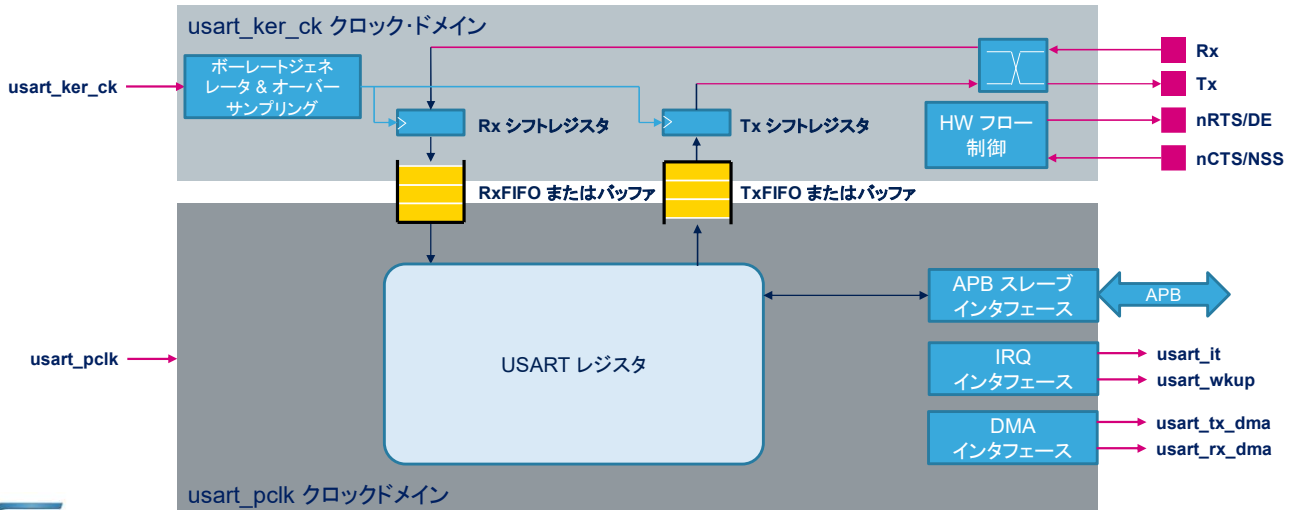 usart_ker_ck クロック・ドメイン
ボーレートジェネ
レータ & オーバー
サンプリング
usart_ker_ck
Rx
Tx
Rx シフトレジスタ
Tx シフトレジスタ
HW フロー
制御
nRTS/DE
nCTS/NSS
RxFIFO またはバッファ
TxFIFO またはバッファ
APB スレーブ
インタフェース
APB
usart_pclk
USART レジスタ
IRQ
インタフェース
usart_it
usart_wkup
DMA
インタフェース
usart_tx_dma
usart_rx_dma
usart_pclk クロックドメイン